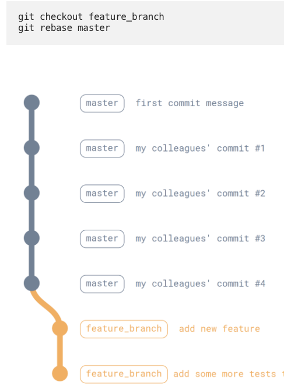 git checkout feature_branch
git rebase master
master first commit message
master my colleagues' commit #1
master my colleagues' commit #2
master my colleagues' commit #3
master my colleagues' commit #4
feature_branch add new feature
feature_branch add some more tests